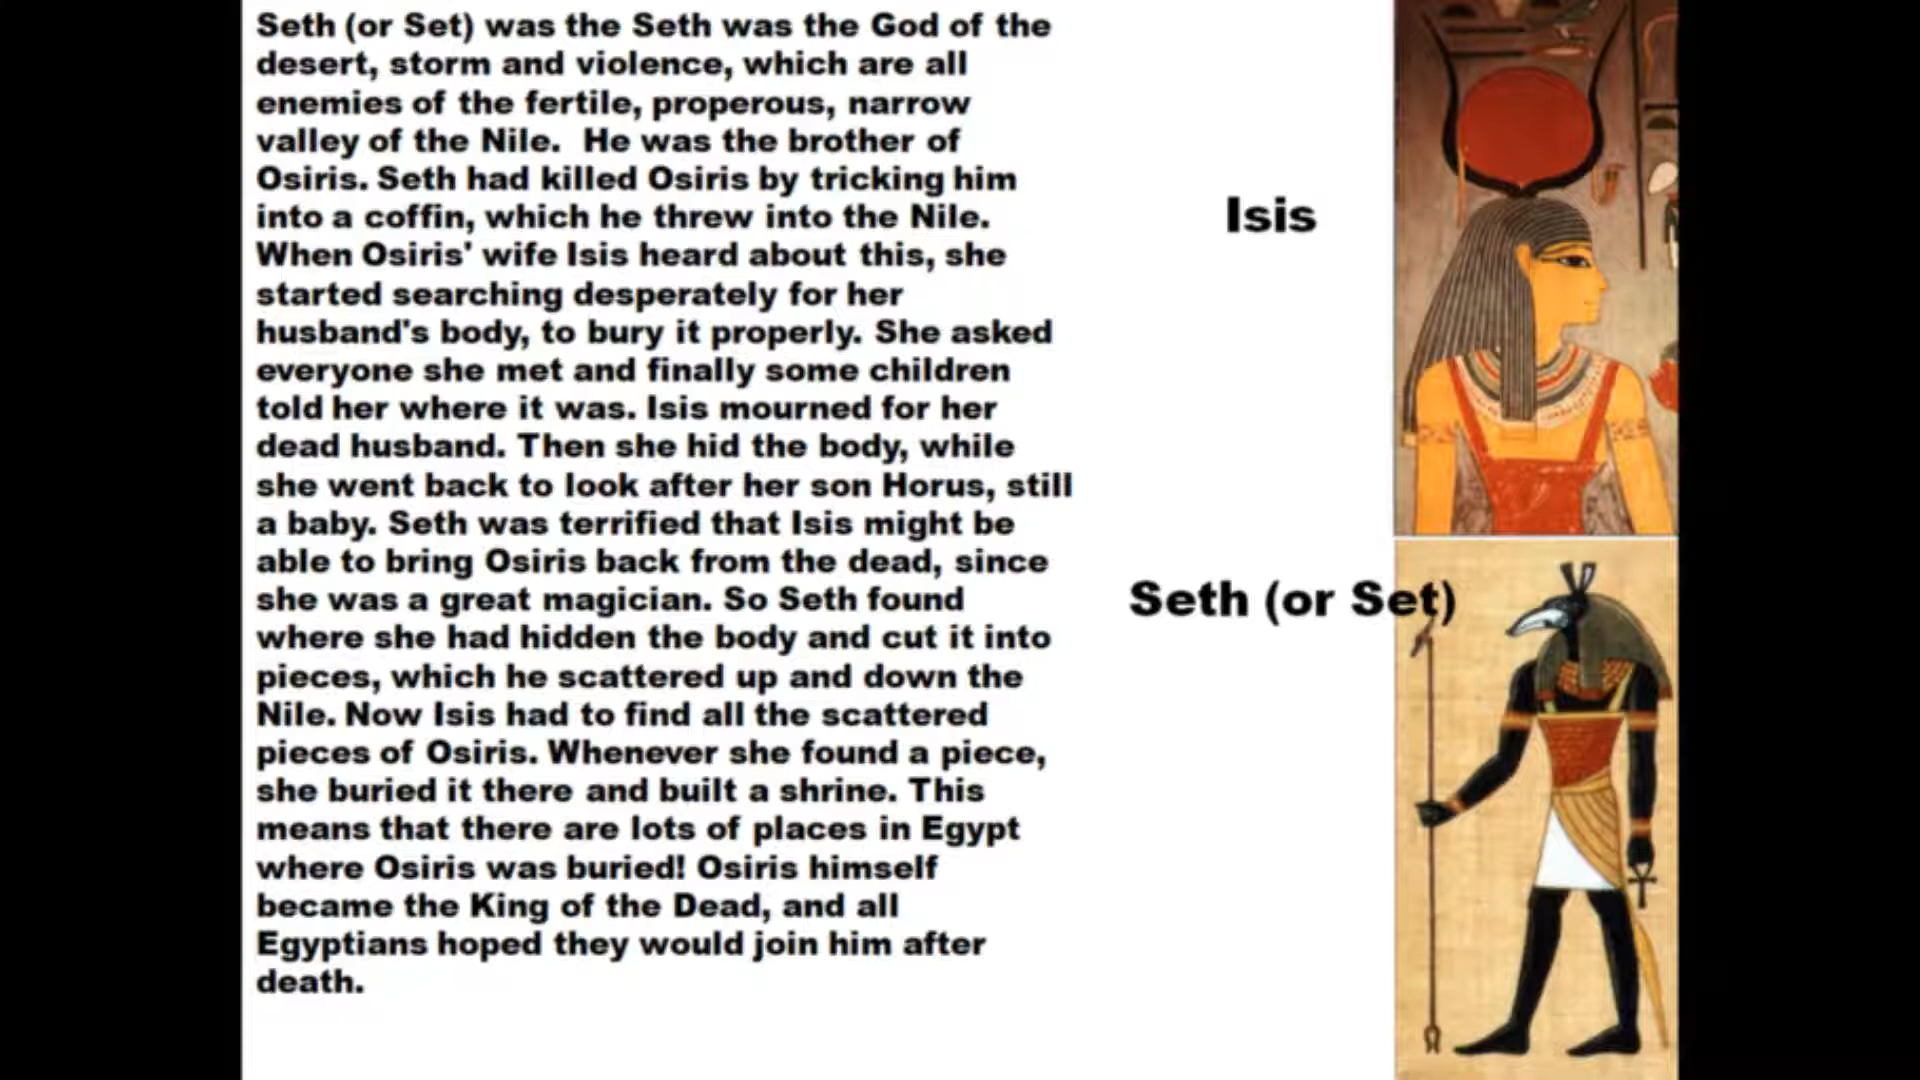 Seth (or Set) was the Seth was the God of the
desert, storm and violence, which are all
enemies of the fertile, properous, narrow
valley of the Nile.  He was the brother of
Osiris. Seth had killed Osiris by tricking him
into a coffin, which he threw into the Nile.
When Osiris' wife Isis heard about this, she
started searching desperately for her
husband's body, to bury it properly. She asked
everyone she met and finally some children
told her where it was. Isis mourned for her
dead husband. Then she hid the body, while
she went back to look after her son Horus, still
a baby. Seth was terrified that Isis might be
able to bring Osiris back from the dead, since
she was a great magician. So Seth found
where she had hidden the body and cut it into
pieces, which he scattered up and down the
Nile. Now Isis had to find all the scattered
pieces of Osiris. Whenever she found a piece,
she buried it there and built a shrine. This
means that there are lots of places in Egypt
where Osiris was buried! Osiris himself
became the King of the Dead, and all
Egyptians hoped they would join him after
death.
Isis
Seth (or Set)